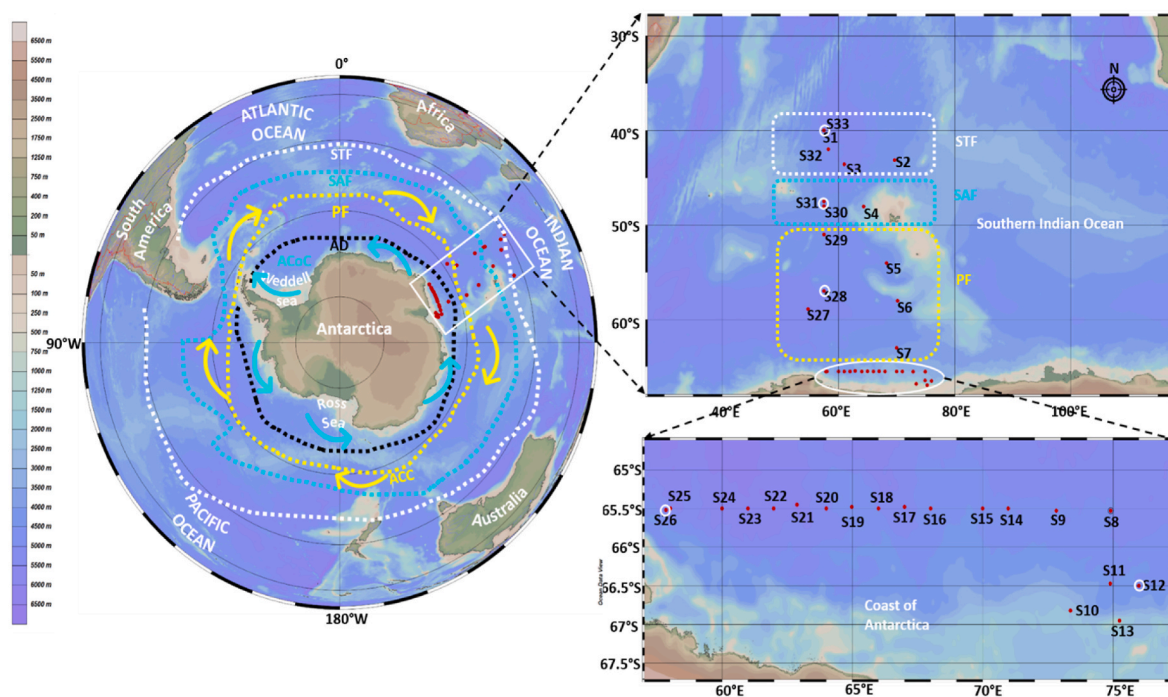 6500 m
5500 m
4500 m
3500 m
2500 m
1750 m
1250 m
750 m
400 m
200 m
50 m
50 m
200 m
500 m
750 m
1000 m
1250 m
1500 m
2000 m
3000 m
3500 m
4000 m
4500 m
5000 m
5500 m
6000 m
6500 m
0°
90°W
180°W
ATLANTIC
OCEAN
Africa
South
America
STF
SAF
PF
AD
ACoC
Weddell
sea
INDIAN
OCEAN
Antarctica
Ross
Sea
ACC
Australia
PACIFIC
OCEAN
30°S
40°S
50°S
60°S
N
S33
S1
S32
S3
S2
STF
S31
S30
S4
SAF
Southern Indian Ocean
S29
S5
PF
S28
S27
S6
S7
40°E
60°E
80°E
100°E
65°S
65.5°S
66°S
66.5°S
67°S
67.5°S
S25
S26
S24
S23
S22
S21
S20
S19
S18
S17
S16
S15
S14
S9
S8
S11
S12
S10
S13
Coast of
Antarctica
Ocean Data View
60°E
65°E
70°E
75°E